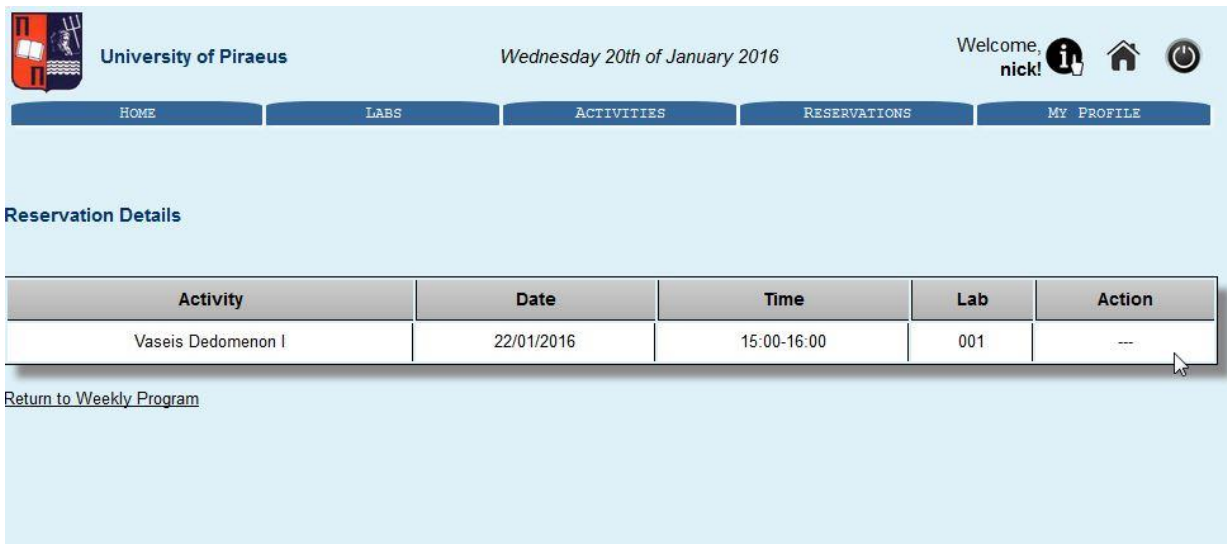 Π
Π
University of Piraeus
Wednesday 20th of January 2016
Welcome,
nick!
i
HOME LABS ACTIVITIES RESERVATIONS MY PROFILE
Reservation Details
Activity Date Time Lab Action
Vaseis Dedomenon I 22/01/2016 15:00-16:00 001 ---
Return to Weekly Program